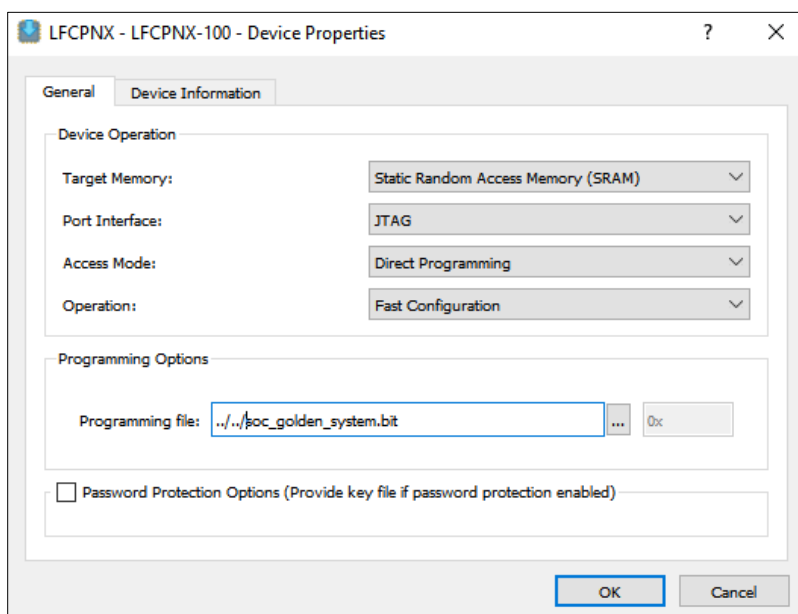 LFCPNX - LFCPNX-100 - Device Properties
General Device Information
Device Operation
Target Memory: Static Random Access Memory (SRAM)
Port Interface: JTAG
Access Mode: Direct Programming
Operation: Fast Configuration
Programming Options
Programming file: ../../soc_golden_system.bit ... 0x
Password Protection Options (Provide key file if password protection enabled)
OK Cancel